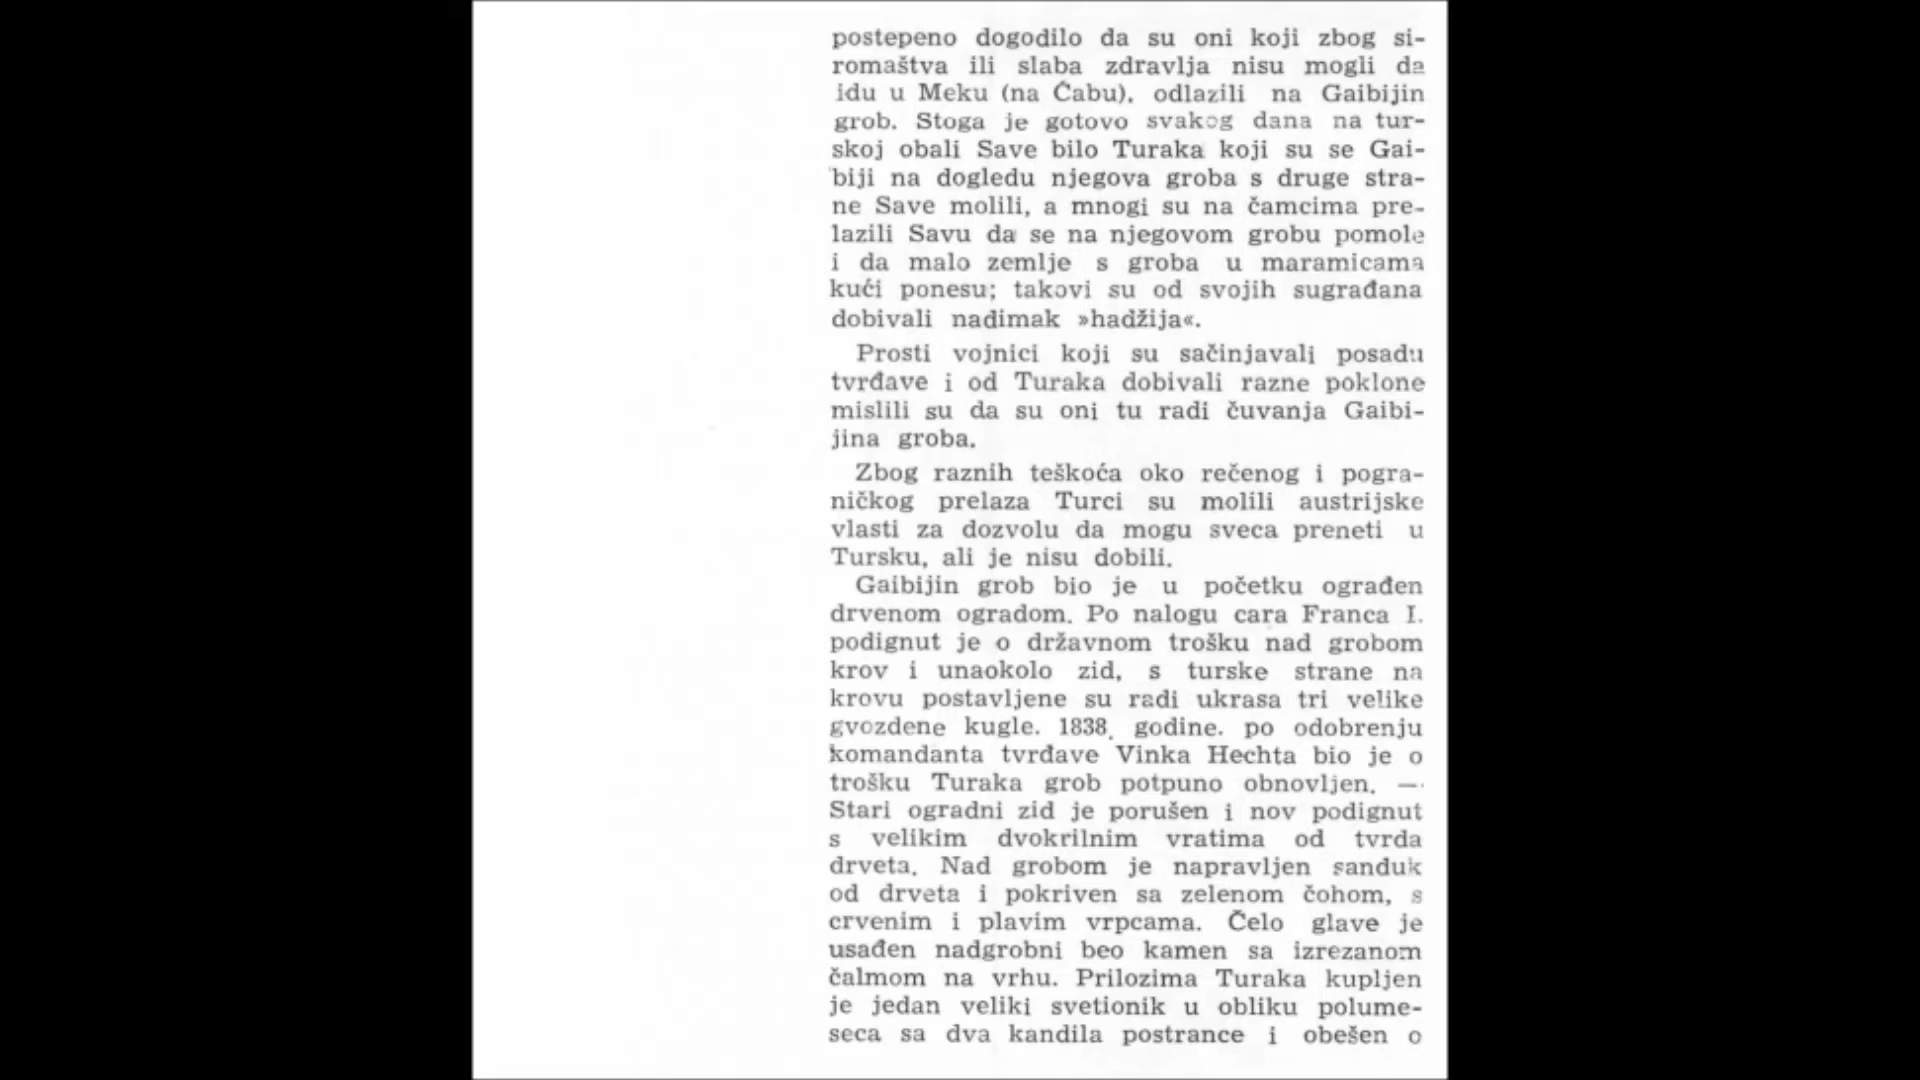 postepeno dogodilo da su oni koji zbog si-
romaštva ili slaba zdravlja nisu mogli da
idu u Meku (na Ćabu), odlazili na Gaibijin
grob. Stoga je gotovo svakog dana na tur-
skoj obali Save bilo Turaka koji su se Gai-
biji na dogledu njegova groba s druge stra-
ne Save molili, a mnogi su na čamcima pre-
lazili Savu da se na njegovom grobu pomole
i da malo zemlje s groba u maramicama
kući ponesu; takovi su od svojih sugrađana
dobivali nadimak »hadžija«.
Prosti vojnici koji su sačinjavali posadu
tvrđave i od Turaka dobivali razne poklone
mislili su da su oni tu radi čuvanja Gaibi-
jina groba.
Zbog raznih teškoća oko rečenog i pogra-
ničkog prelaza Turci su molili austrijske
vlasti za dozvolu da mogu sveca preneti u
Tursku, ali je nisu dobili.
Gaibijin grob bio je u početku ograđen
drvenom ogradom. Po nalogu cara Franca I.
podignut je o državnom trošku nad grobom
krov i unaokolo zid, s turske strane na
krovu postavljene su radi ukrasa tri velike
gvozdene kugle. 1838. godine. po odobrenju
komandanta tvrđave Vinka Hechta bio je o
trošku Turaka grob potpuno obnovljen. —
Stari ogradni zid je porušen i nov podignut
s velikim dvokrilnim vratima od tvrda
drveta. Nad grobom je napravljen sanduk
od drveta i pokriven sa zelenom čohom, s
crvenim i plavim vrpcama. Čelo glave je
usađen nadgrobni beo kamen sa izrezanom
čalmom na vrhu. Prilozima Turaka kupljen
je jedan veliki svetionik u obliku polume-
seca sa dva kandila postrance i obešen o